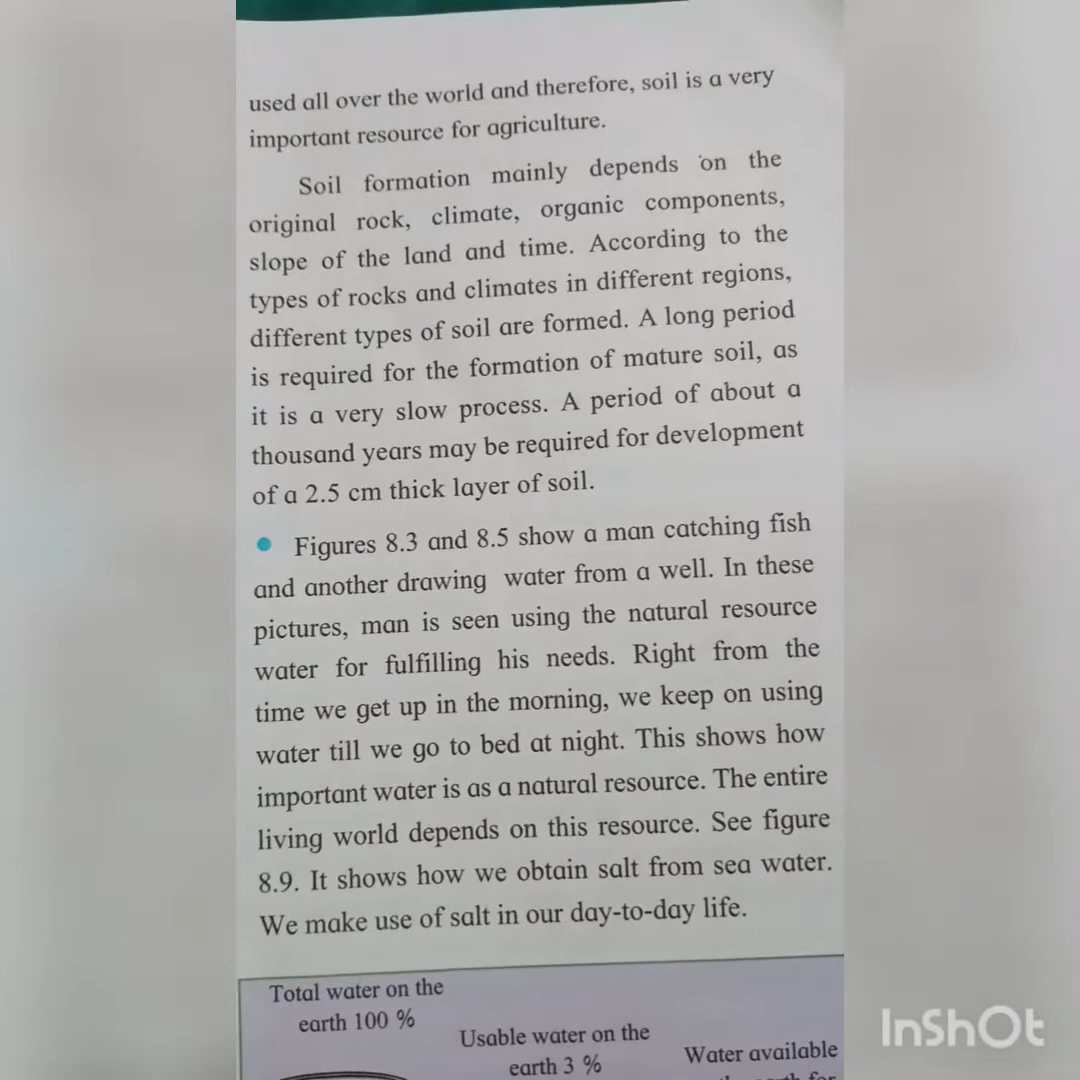 used all over the world and therefore, soil is a very
important resource for agriculture.
Soil formation mainly depends on the
original rock, climate, organic components,
slope of the land and time. According to the
types of rocks and climates in different regions,
different types of soil are formed. A long period
is required for the formation of mature soil, as
it is a very slow process. A period of about a
thousand years may be required for development
of a 2.5 cm thick layer of soil.
• Figures 8.3 and 8.5 show a man catching fish
and another drawing water from a well. In these
pictures, man is seen using the natural resource
water for fulfilling his needs. Right from the
time we get up in the morning, we keep on using
water till we go to bed at night. This shows how
important water is as a natural resource. The entire
living world depends on this resource. See figure
8.9. It shows how we obtain salt from sea water.
We make use of salt in our day-to-day life.
Total water on the
earth 100 %
Usable water on the
earth 3 %
Water available
InShOt